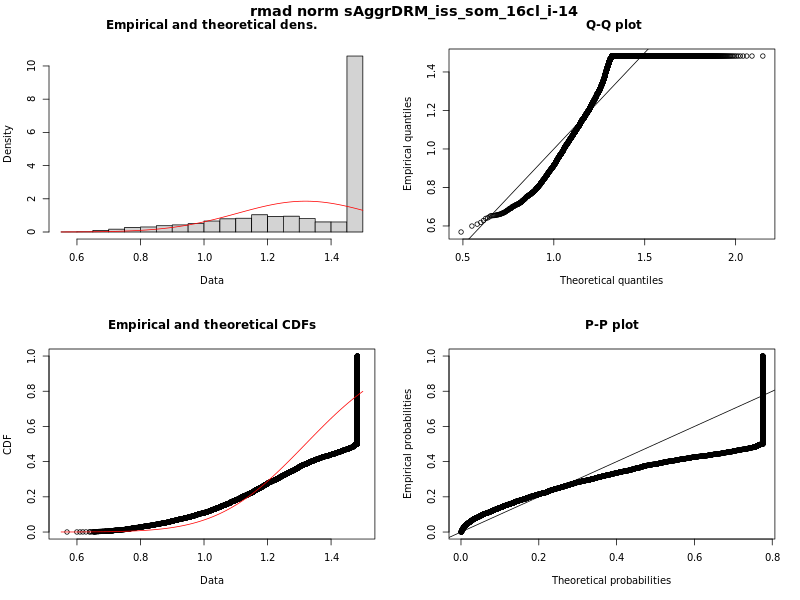 rmad norm sAggrDRM_iss_som_16cl_i-14
Empirical and theoretical dens.
Density
0 2 4 6 8 10
0.6 0.8 1.0 1.2 1.4
Data
Q-Q plot
Empirical quantiles
0.6 0.8 1.0 1.2 1.4
0.5 1.0 1.5 2.0
Theoretical quantiles
Empirical and theoretical CDFs
CDF
0.0 0.2 0.4 0.6 0.8 1.0
0.6 0.8 1.0 1.2 1.4
Data
P-P plot
Empirical probabilities
0.0 0.2 0.4 0.6 0.8 1.0
0.0 0.2 0.4 0.6 0.8
Theoretical probabilities